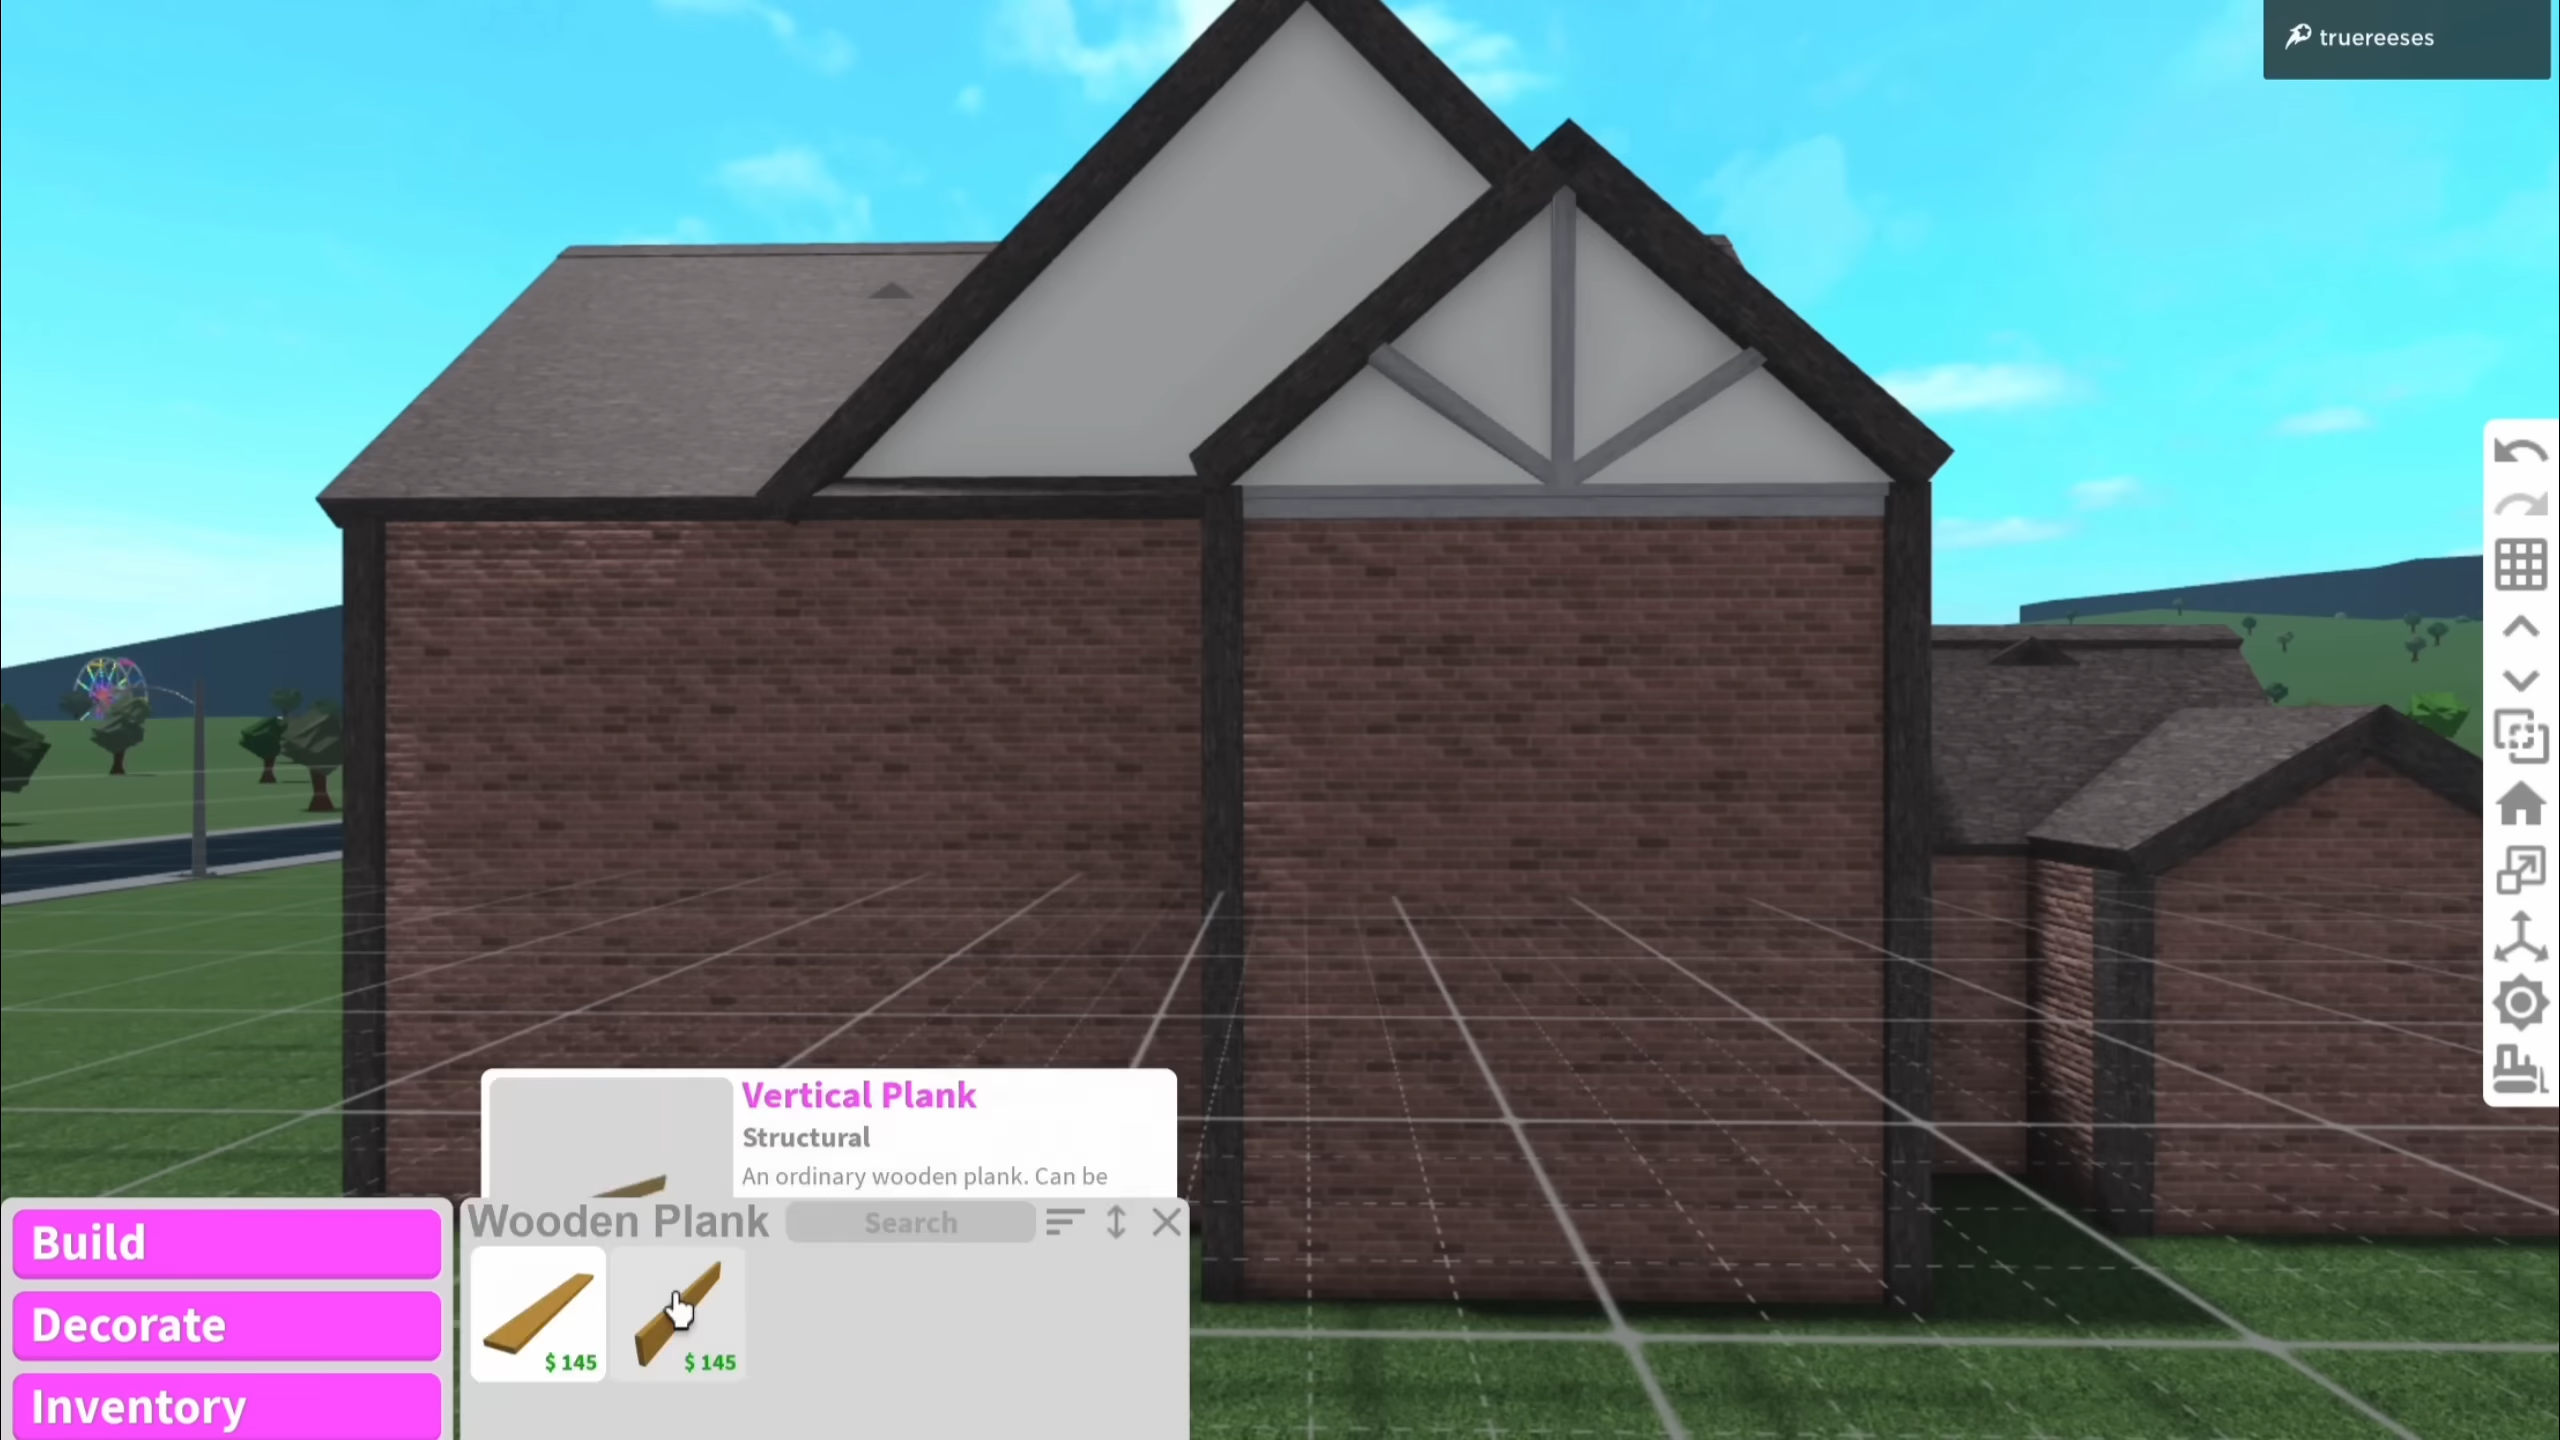 truereeses
Vertical Plank
Structural
An ordinary wooden plank. Can be
Wooden Plank
Search
$ 145
$ 145
Build
Decorate
Inventory